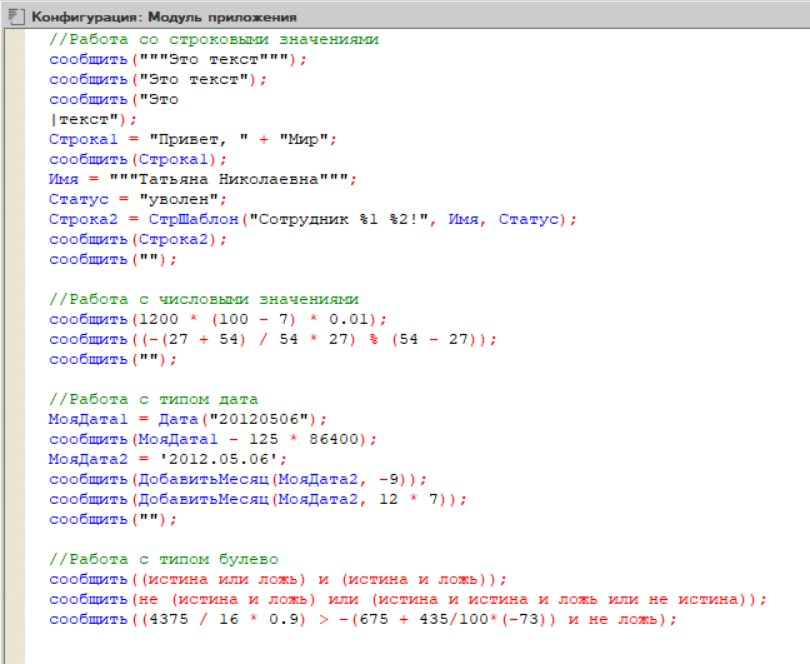 Конфигурация: Модуль приложения
//Работа со строковыми значениями
сообщить("""Это текст""");
сообщить("Это текст");
сообщить("Это
|текст");
Строка1 = "Привет, " + "Мир";
сообщить(Строка1);
Имя = """Татьяна Николаевна""";
Статус = "уволен";
Строка2 = СтрШаблон("Сотрудник %1 %2!", Имя, Статус);
сообщить(Строка2);
сообщить("");
//Работа с числовыми значениями
сообщить(1200 * (100 - 7) * 0.01);
сообщить((-(27 + 54) / 54 * 27) % (54 - 27));
сообщить("");
//Работа с типом дата
МояДата1 = Дата("20120506");
сообщить(МояДата1 - 125 * 86400);
МояДата2 = '2012.05.06';
сообщить(ДобавитьМесяц(МояДата2, -9));
сообщить(ДобавитьМесяц(МояДата2, 12 * 7));
сообщить("");
//Работа с типом булево
сообщить((истина или ложь) и (истина и ложь));
сообщить(не (истина и ложь) или (истина и истина и ложь или не истина));
сообщить((4375 / 16 * 0.9) > -(675 + 435/100*(-73)) и не ложь);